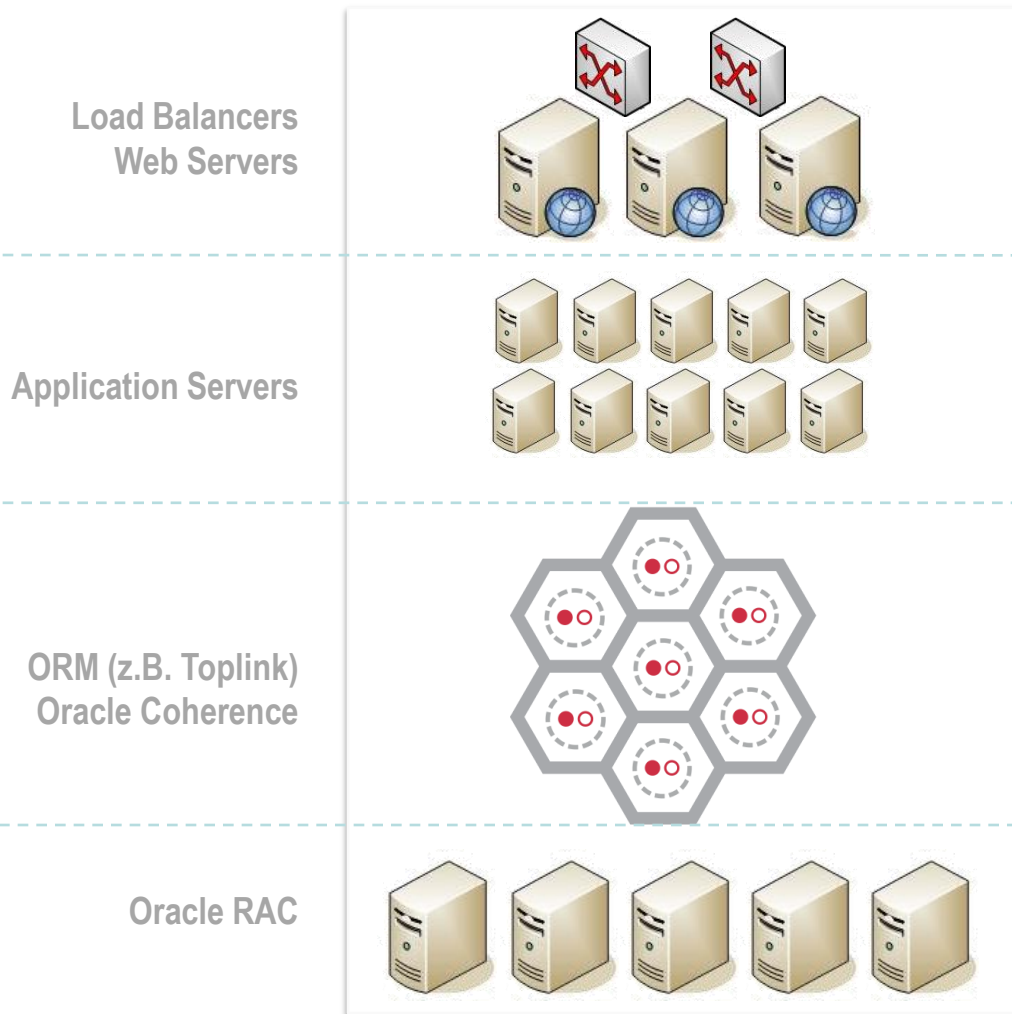 Load Balancers
Web Servers
Application Servers
ORM (z.B. Toplink)
Oracle Coherence
Oracle RAC